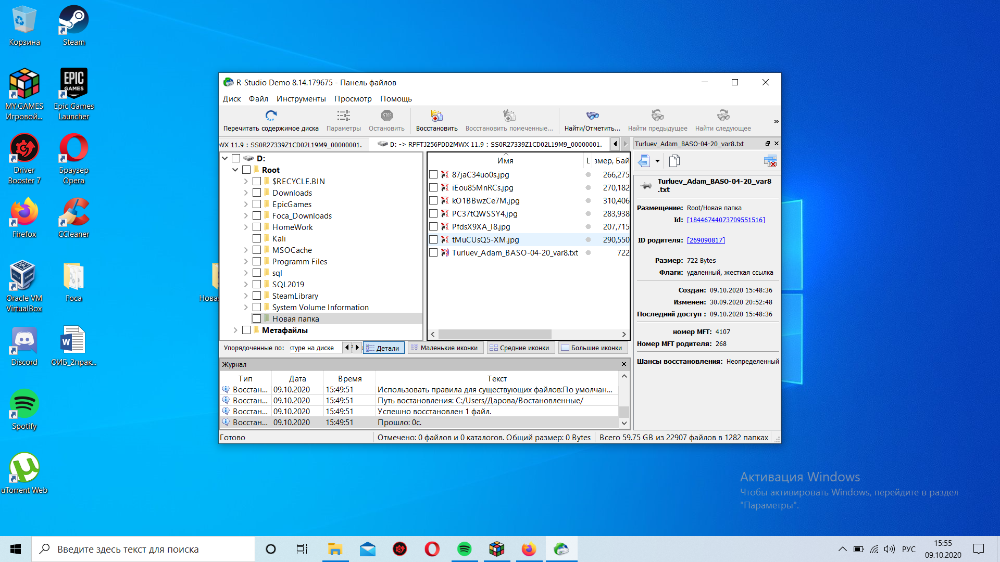 Корзина
Steam
MY.GAMES
Игровой...
EPIC
GAMES
Epic Games
Launcher
Driver
Booster 7
Браузер
Opera
Firefox
CCleaner
Oracle VM
VirtualBox
Foca
Discord
W
ОИБ_2прак...
Spotify
uTorrent Web
R-Studio Demo 8.14.179675 - Панель файлов
Диск Файл Инструменты Просмотр Помощь
STOP
Перечитать содержимое диска Параметры Остановить Восстановить Восстановить помеченные... Найти/Отметить... Найти предыдущее Найти следующее »
WX 11.9 : SS0R27339Z1CD02L19M9_00000001.
D: -> RPFTJ256PDD2MWX 11.9 : SS0R27339Z1CD02L19M9_00000001.
D:
Root
$RECYCLE.BIN
Downloads
EpicGames
Foca_Downloads
HomeWork
Kali
MSOCache
Programm Files
sql
SQL2019
SteamLibrary
System Volume Information
Новая папка
Метафайлы
Имя
87jaC34uo0s.jpg 266,275
iEou85MnRCs.jpg 270,182
kO1BBwzCe7M.jpg 310,406
PC37tQWSSY4.jpg 283,938
PfdsX9XA_I8.jpg 207,715
tMuCUsQ5-XM.jpg 290,550
Turluev_Adam_BASO-04-20_var8.txt 722
Упорядоченные по: ктуре на диске Детали Маленькие иконки Средние иконки Большие иконки
Журнал
Тип Дата Время Текст
Восстан... 09.10.2020 15:49:51 Использовать правила для существующих файлов:По умолчан...
Восстан... 09.10.2020 15:49:51 Путь востановления: C:/Users/Дарова/Востановленные/
Восстан... 09.10.2020 15:49:51 Успешно восстановлен 1 файл.
Восстан... 09.10.2020 15:49:51 Прошло: 0с.
Готово Отмечено: 0 файлов и 0 каталогов. Общий размер: 0 Bytes Всего 59.75 GB из 22907 файлов в 1282 папках
Turluev_Adam_BASO-04-20_var8.txt
Turluev_Adam_BASO-04-20_var8
.txt
Размещение: Root/Новая папка
Id: [18446744073709551516]
ID родителя: [269090817]
Размер: 722 Bytes
Флаги: удаленный, жесткая ссылка
Создан: 09.10.2020 15:48:36
Изменен: 30.09.2020 20:52:48
Последний доступ : 09.10.2020 15:48:36
номер MFT: 4107
Номер MFT родителя: 268
Шансы восстановления: Неопределенный
Активация Windows
Чтобы активировать Windows, перейдите в раздел
"Параметры".
Введите здесь текст для поиска
РУС
15:55
09.10.2020